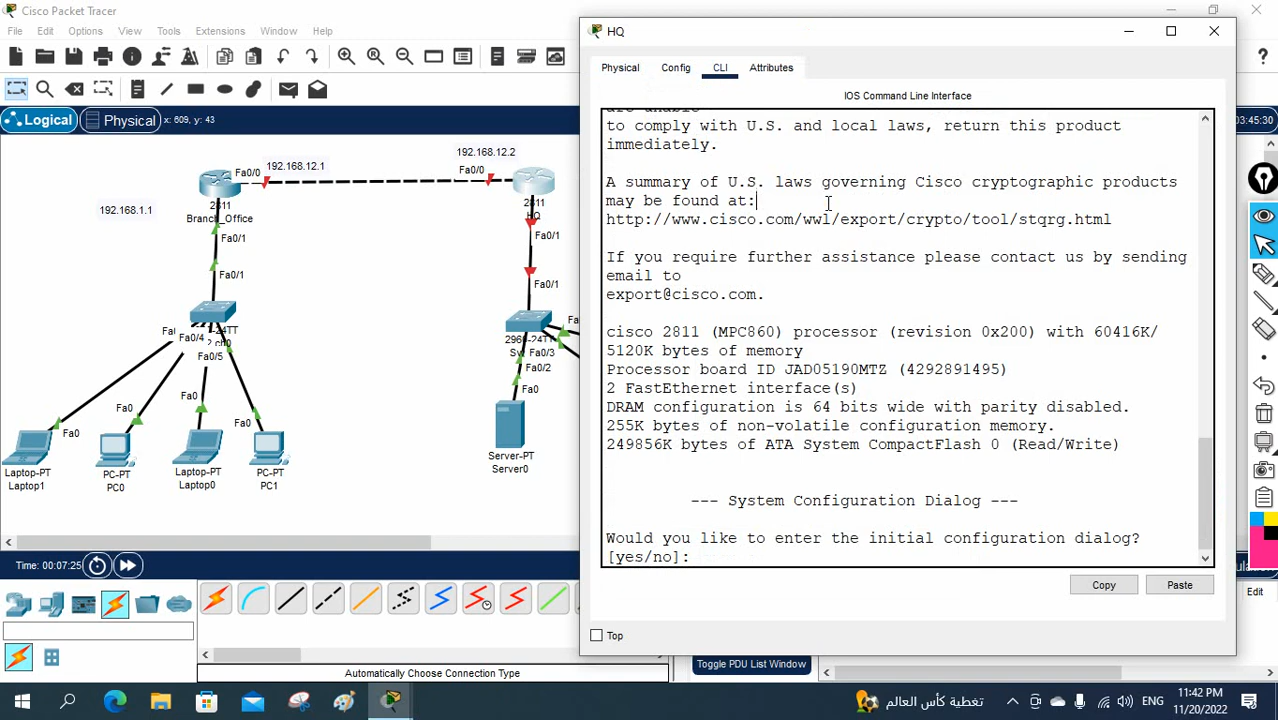 Cisco Packet Tracer
File Edit Options View Tools Extensions Window Help
Logical
Physical x: 609, y: 43
HQ
Physical Config CLI Attributes
IOS Command Line Interface
to comply with U.S. and local laws, return this product
immediately.
A summary of U.S. laws governing Cisco cryptographic products
may be found at:
http://www.cisco.com/wwl/export/crypto/tool/stqrg.html
If you require further assistance please contact us by sending
email to
export@cisco.com.
cisco 2811 (MPC860) processor (revision 0x200) with 60416K/
5120K bytes of memory
Processor board ID JAD05190MTZ (4292891495)
2 FastEthernet interface(s)
DRAM configuration is 64 bits wide with parity disabled.
255K bytes of non-volatile configuration memory.
249856K bytes of ATA System CompactFlash 0 (Read/Write)
--- System Configuration Dialog ---
Would you like to enter the initial configuration dialog?
[yes/no]:
Copy
Paste
Top
03:45:30
192.168.12.1
192.168.12.2
Fa0/0
Fa0/0
192.168.1.1
2811
Branch_Office
2811
HQ
Fa0/1
Fa0/1
Fa0/1
Fa0/1
Fa0/4
Fa0/5
Fa0/3
Fa0/2
Fa0
Fa0
Fa0
Fa0
Fa0
Laptop-PT
Laptop1
PC-PT
PC0
Laptop-PT
Laptop0
PC-PT
PC1
Server-PT
Server0
Time: 00:07:25
Edit
Automatically Choose Connection Type
Toggle PDU List Window
تغطية كأس العالم
ENG
11:42 PM
11/20/2022